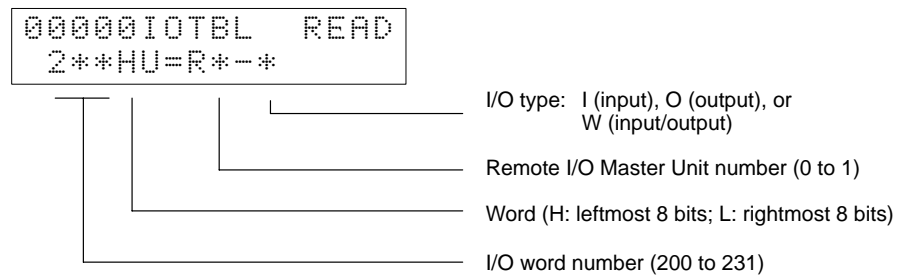 00000IOTBL READ
2**HU=R*-*
I/O type: I (input), O (output), or
W (input/output)
Remote I/O Master Unit number (0 to 1)
Word (H: leftmost 8 bits; L: rightmost 8 bits)
I/O word number (200 to 231)